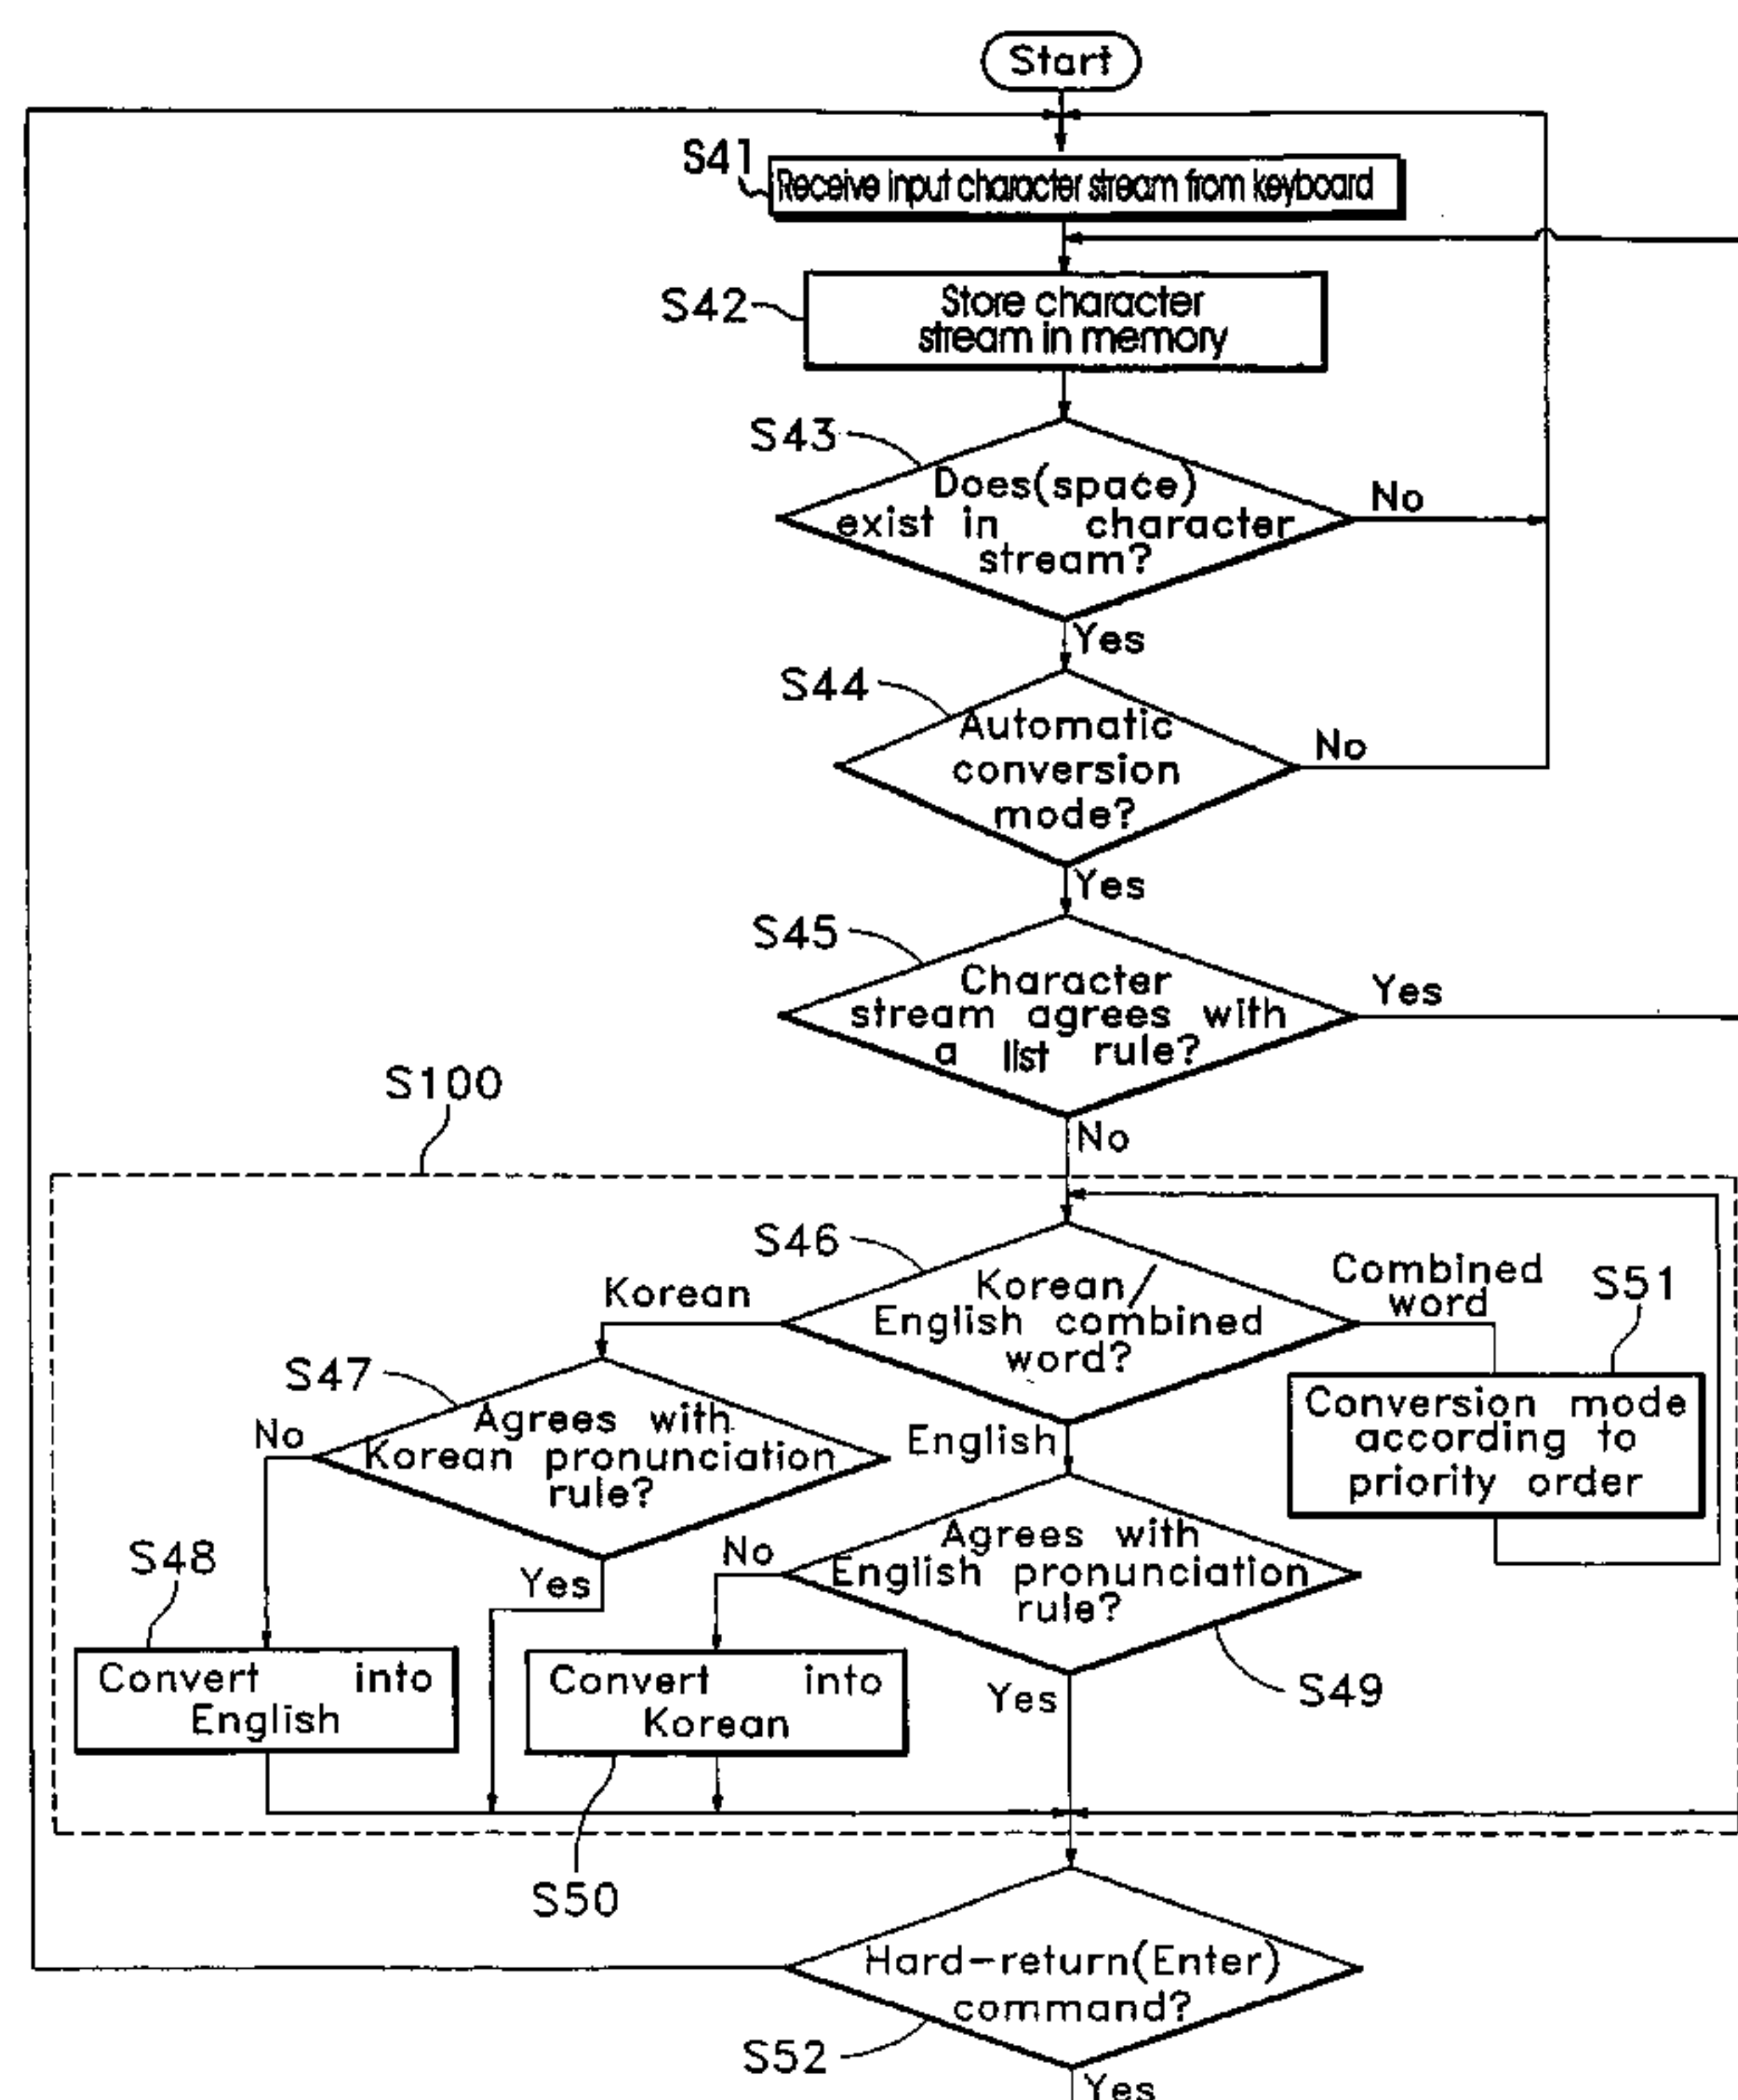 Start
S41
Receive input character stream from keyboard
S42
Store character
stream in memory
S43
Does(space)
exist in character
stream?
No
Yes
S44
Automatic
conversion
mode?
No
Yes
S45
Character
stream agrees with
a list rule?
Yes
No
S100
S46
Korean/
English combined
word?
Korean
Combined
word
S51
Conversion mode
according to
priority order
S47
Agrees with
Korean pronunciation
rule?
No
Yes
English
Agrees with
English pronunciation
rule?
No
Yes
S49
S48
Convert into
English
Convert into
Korean
S50
Hard-return(Enter)
command?
S52
Yes